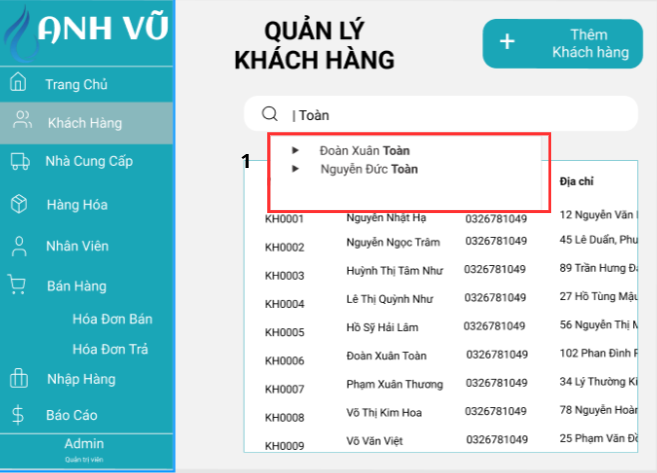 ANH VŨ
Trang Chủ
Khách Hàng
Nhà Cung Cấp
Hàng Hóa
Nhân Viên
Bán Hàng
Hóa Đơn Bán
Hóa Đơn Trả
Nhập Hàng
Báo Cáo
Admin
Quản trị viên
QUẢN LÝ
KHÁCH HÀNG
+ Thêm
Khách hàng
| Toàn
1
Đoàn Xuân Toàn
Nguyễn Đức Toàn
Địa chỉ
KH0001 Nguyễn Nhật Hạ 0326781049 12 Nguyễn Văn
KH0002 Nguyễn Ngọc Trâm 0326781049 45 Lê Duẩn, Phu
KH0003 Huỳnh Thị Tâm Như 0326781049 89 Trần Hưng
KH0004 Lê Thị Quỳnh Như 0326781049 27 Hồ Tùng
KH0005 Hồ Sỹ Hải Lâm 0326781049 56 Nguyễn Thị
KH0006 Đoàn Xuân Toàn 0326781049 102 Phan Đình
KH0007 Phạm Xuân Thương 0326781049 34 Lý Thường
KH0008 Võ Thị Kim Hoa 0326781049 78 Nguyễn
KH0009 Võ Văn Việt 0326781049 25 Phạm Văn